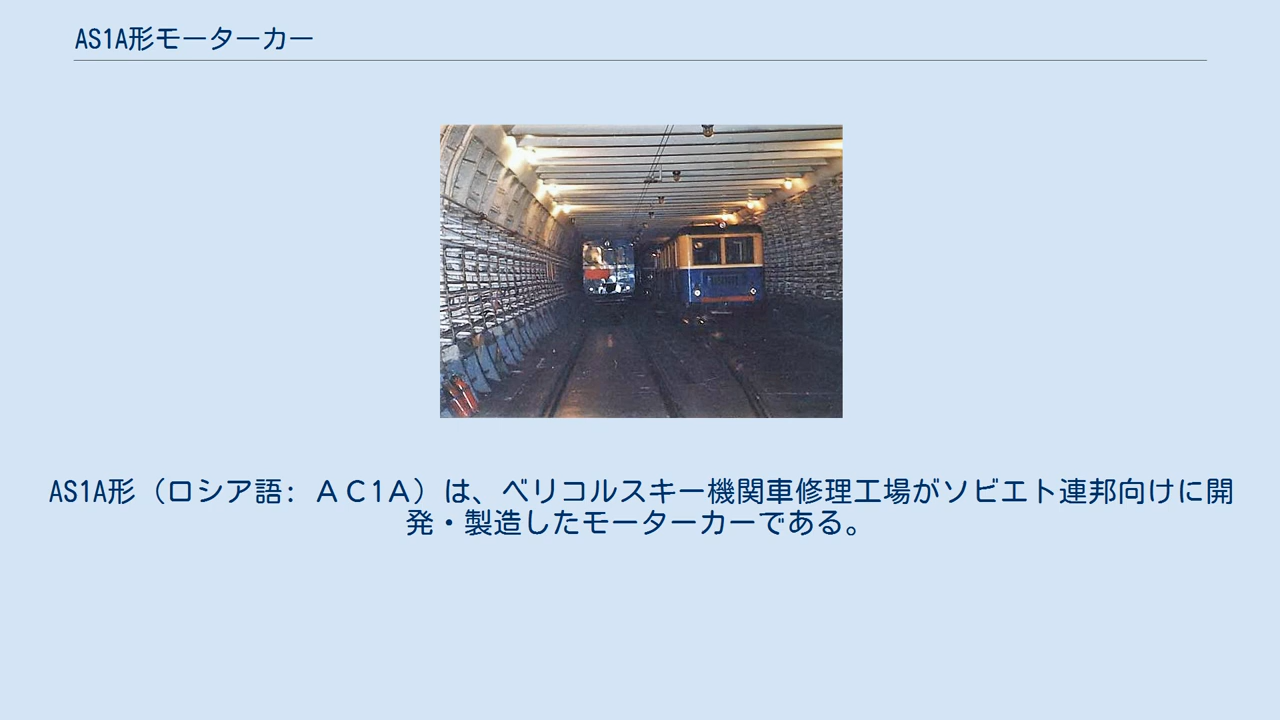 AS1A形モーターカー
AS1A形（ロシア語: АС1А）は、ベリコルスキー機関車修理工場がソビエト連邦向けに開
発・製造したモーターカーである。